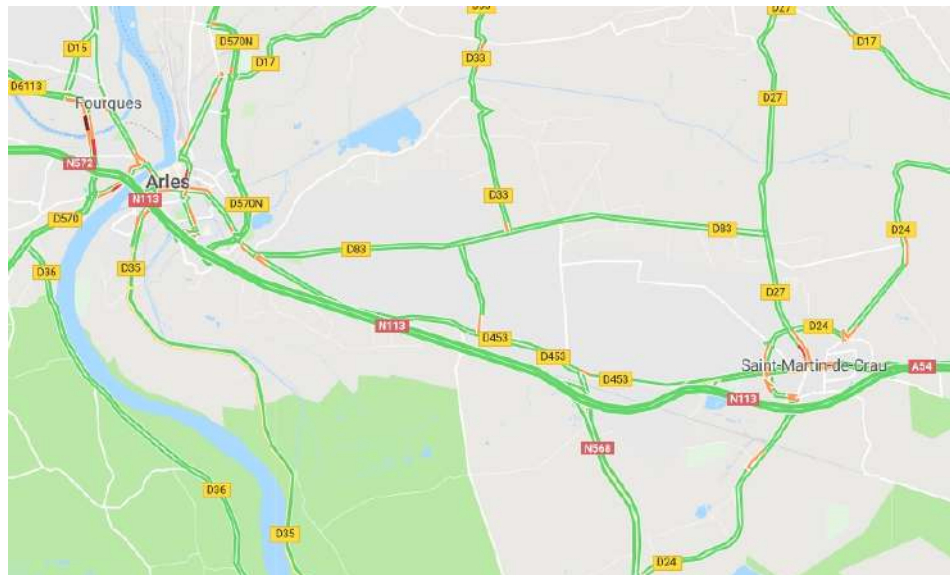 D33
D27
D15
D570N
D33
D17
D17
D6113
D27
Fourques
N572
Arles
N113
D33
D570
D570N
D83
D83
D24
D36
D35
D27
N113
D24
D453
D453
Saint-Martin-de-Crau
A54
D453
N113
N568
D36
D35
D24